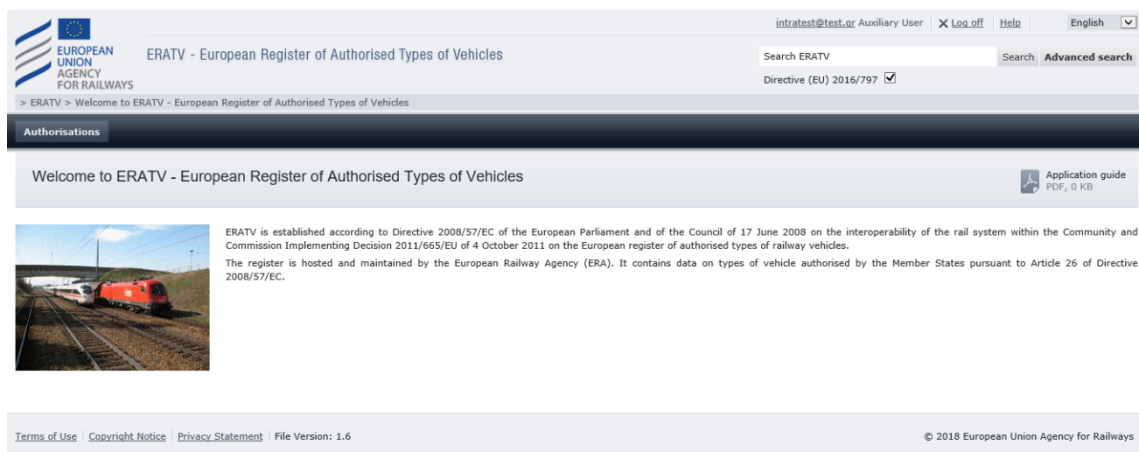 intratest@test.gr Auxiliary User Log off Help English
EUROPEAN
UNION
AGENCY
FOR RAILWAYS
ERATV - European Register of Authorised Types of Vehicles
Search ERATV Search Advanced search
Directive (EU) 2016/797
> ERATV > Welcome to ERATV - European Register of Authorised Types of Vehicles
Authorisations
Welcome to ERATV - European Register of Authorised Types of Vehicles
Application guide
PDF, 0 KB
ERATV is established according to Directive 2008/57/EC of the European Parliament and of the Council of 17 June 2008 on the interoperability of the rail system within the Community and
Commission Implementing Decision 2011/665/EU of 4 October 2011 on the European register of authorised types of railway vehicles.
The register is hosted and maintained by the European Railway Agency (ERA). It contains data on types of vehicle authorised by the Member States pursuant to Article 26 of Directive
2008/57/EC.
Terms of Use Copyright Notice Privacy Statement File Version: 1.6
© 2018 European Union Agency for Railways